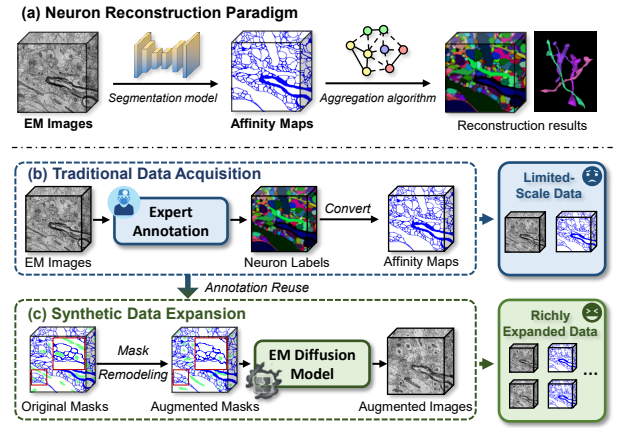 (a) Neuron Reconstruction Paradigm
Segmentation model
Aggregation algorithm
EM Images
Affinity Maps
Reconstruction results
(b) Traditional Data Acquisition
Expert
Annotation
Convert
EM Images
Neuron Labels
Affinity Maps
Limited-
Scale Data
Annotation Reuse
(c) Synthetic Data Expansion
Mask
Remodeling
EM Diffusion
Model
Original Masks
Augmented Masks
Augmented Images
Richly
Expanded Data
...